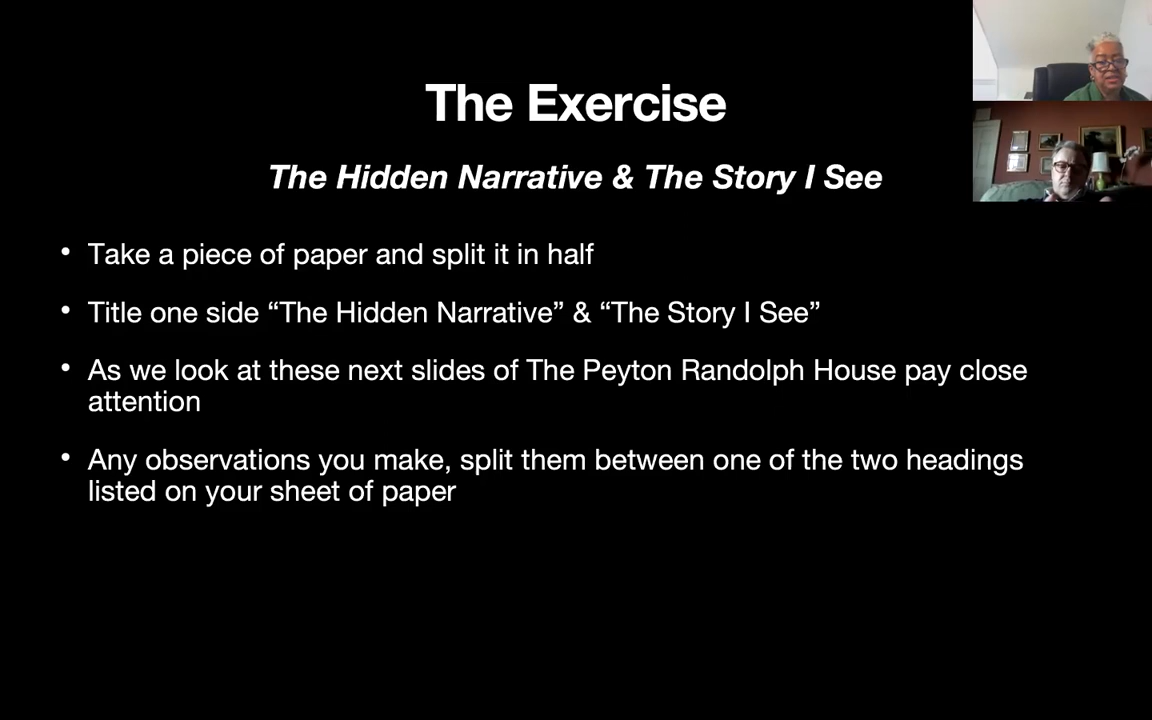 The Exercise
The Hidden Narrative & The Story I See
• Take a piece of paper and split it in half
• Title one side “The Hidden Narrative” & “The Story I See”
• As we look at these next slides of The Peyton Randolph House pay close
attention
• Any observations you make, split them between one of the two headings
listed on your sheet of paper